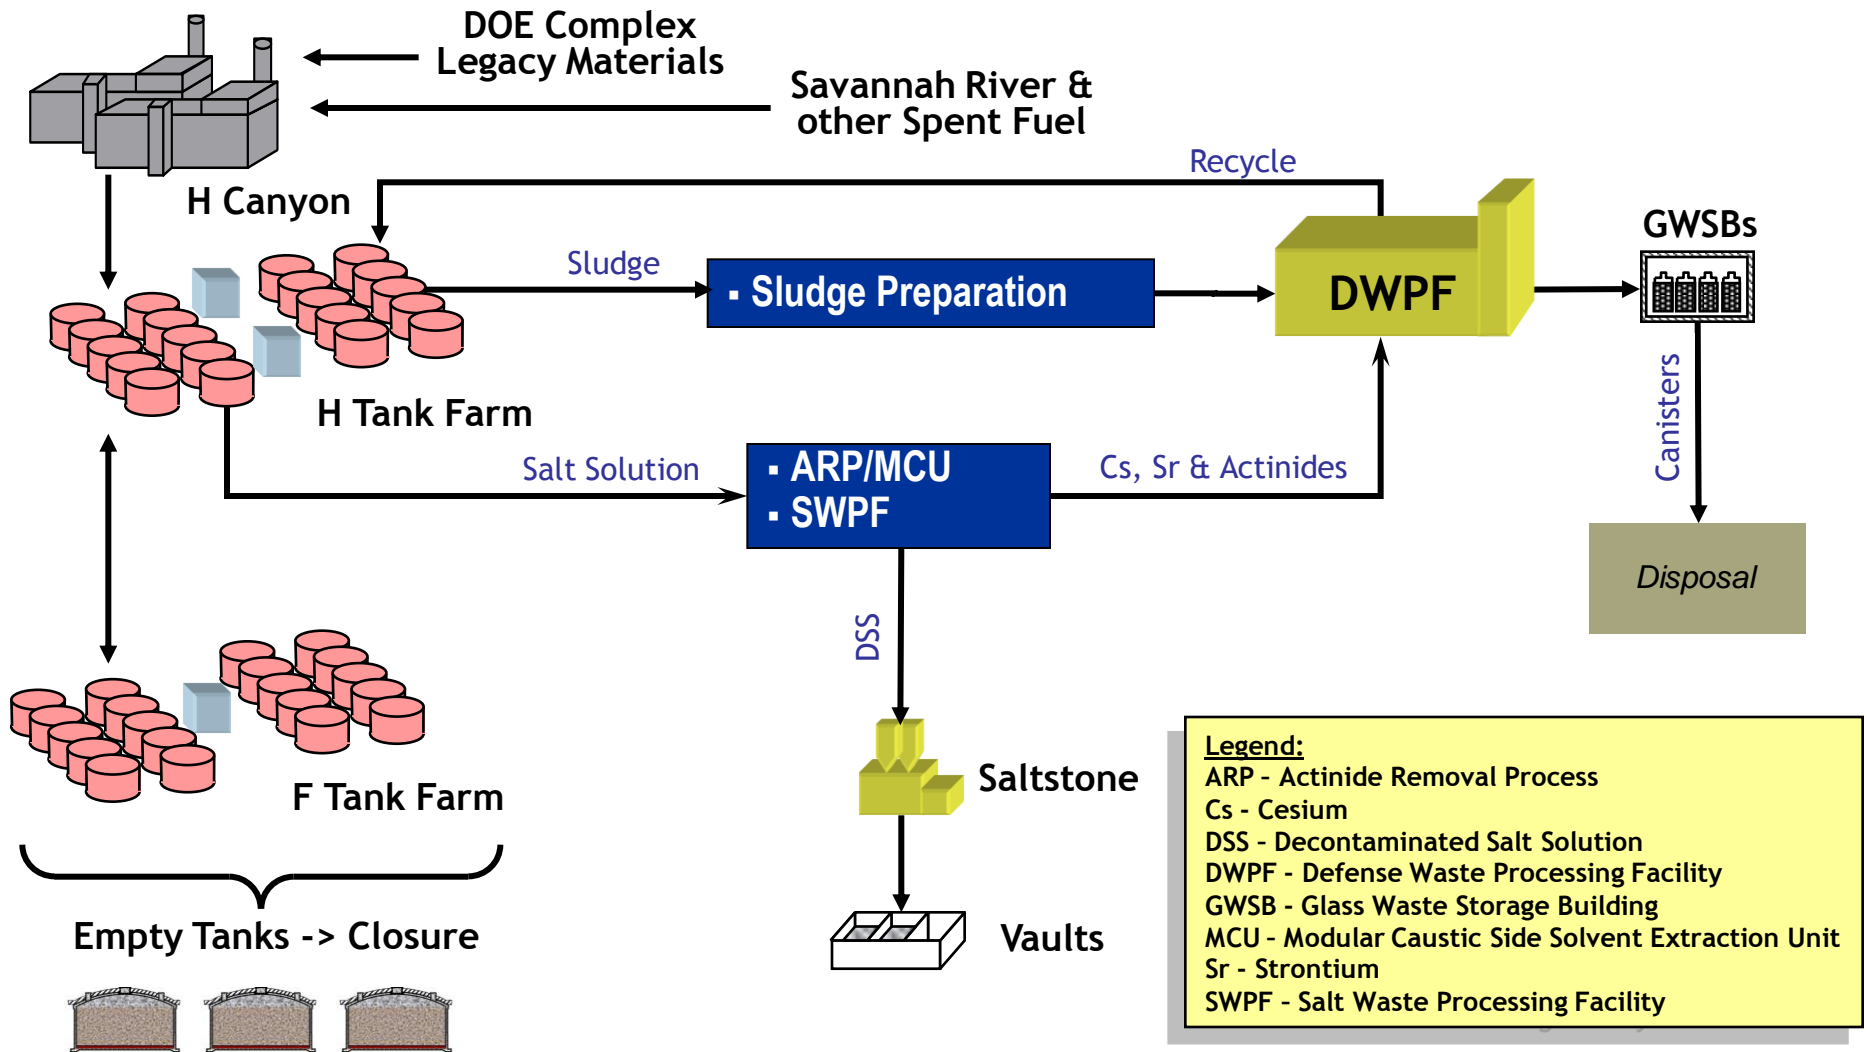 DOE Complex
Legacy Materials
Savannah River &
other Spent Fuel
Recycle
H Canyon
GWSBs
Sludge
▪ Sludge Preparation
DWPF
H Tank Farm
Canisters
Salt Solution
▪ ARP/MCU
▪ SWPF
Cs, Sr & Actinides
Disposal
DSS
F Tank Farm
Saltstone
Empty Tanks -> Closure
Vaults
Legend:
ARP – Actinide Removal Process
Cs - Cesium
DSS – Decontaminated Salt Solution
DWPF - Defense Waste Processing Facility
GWSB - Glass Waste Storage Building
MCU – Modular Caustic Side Solvent Extraction Unit
Sr - Strontium
SWPF – Salt Waste Processing Facility